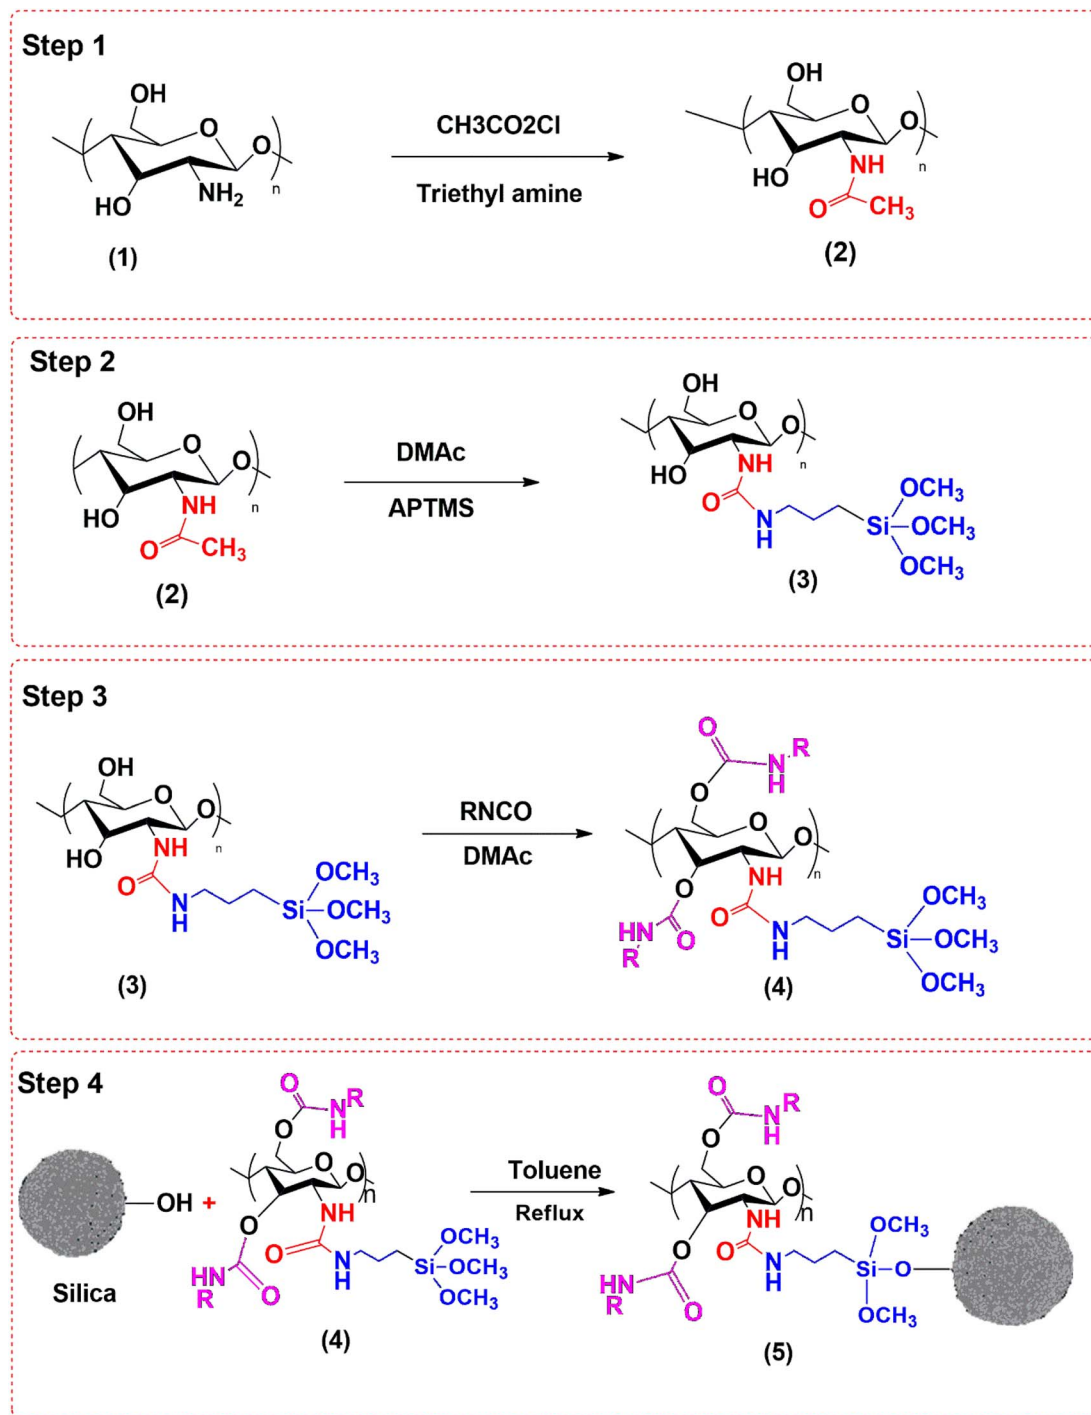 Step 1
OH
O
O
n
HO
NH2
(1)
CH3CO2Cl
Triethyl amine
OH
O
O
n
HO
NH
O
CH3
(2)
Step 2
OH
O
O
n
HO
NH
O
CH3
(2)
DMAc
APTMS
OH
O
O
n
HO
NH
O
N
H
Si
OCH3
OCH3
OCH3
(3)
Step 3
OH
O
O
n
HO
NH
O
N
H
Si
OCH3
OCH3
OCH3
(3)
RNCO
DMAc
O
N
H
R
O
O
O
n
O
NH
O
HN
R
O
N
H
Si
OCH3
OCH3
OCH3
(4)
Step 4
OH
+
Silica
O
N
H
R
O
O
O
n
O
NH
O
HN
R
O
N
H
Si
OCH3
OCH3
OCH3
(4)
Toluene
Reflux
O
N
H
R
O
O
O
n
O
NH
O
HN
R
O
N
H
Si
O
OCH3
OCH3
(5)